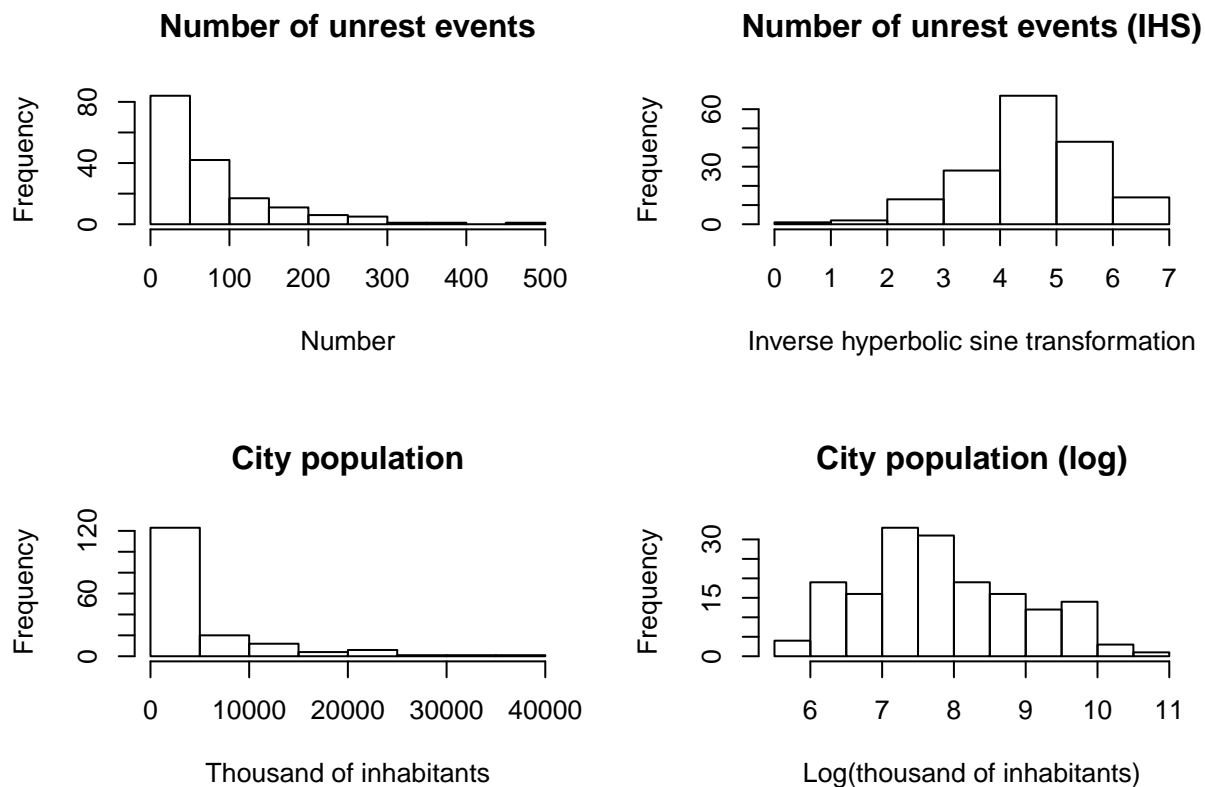 Number of unrest events
Frequency
0 40 80
0 100 200 300 400 500
Number
Number of unrest events (IHS)
Frequency
0 30 60
0 1 2 3 4 5 6 7
Inverse hyperbolic sine transformation
City population
Frequency
0 60 120
0 10000 20000 30000 40000
Thousand of inhabitants
City population (log)
Frequency
0 15 30
6 7 8 9 10 11
Log(thousand of inhabitants)